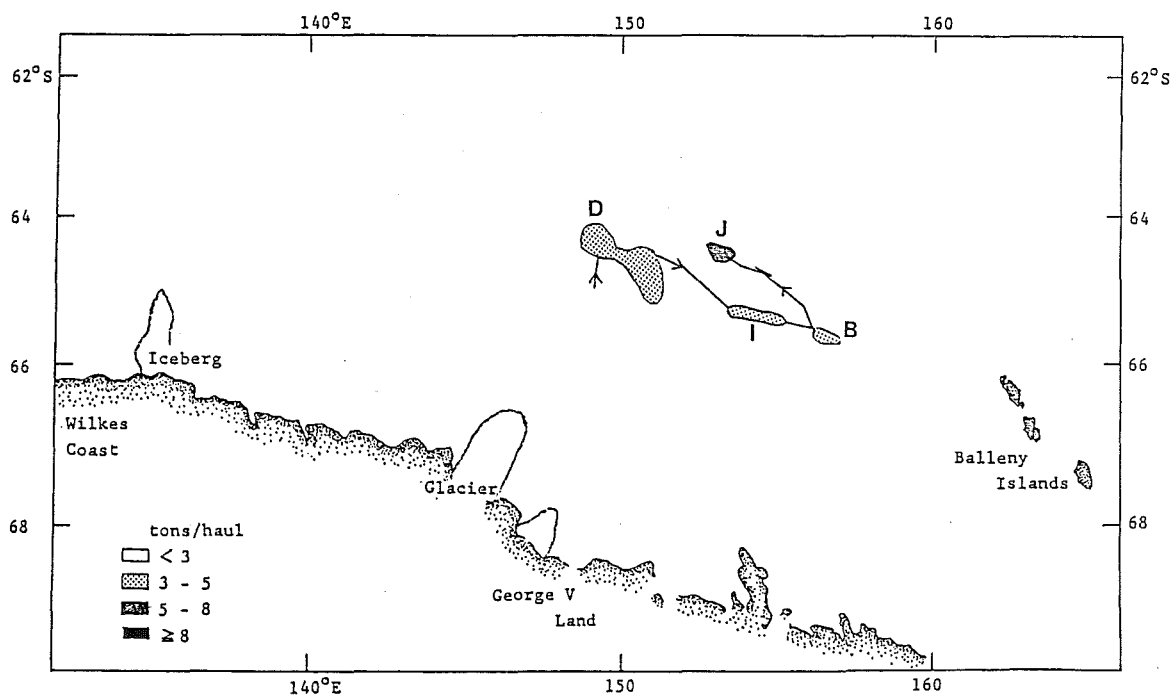 140°E 150 160
62°S 62°S
64 64
D
J
I
B
66 66
Iceberg
Wilkes
Coast
Balleny
Islands
Glacier
68 68
tons/haul
< 3
3 - 5
5 - 8
≧ 8
George V
Land
140°E 150 160